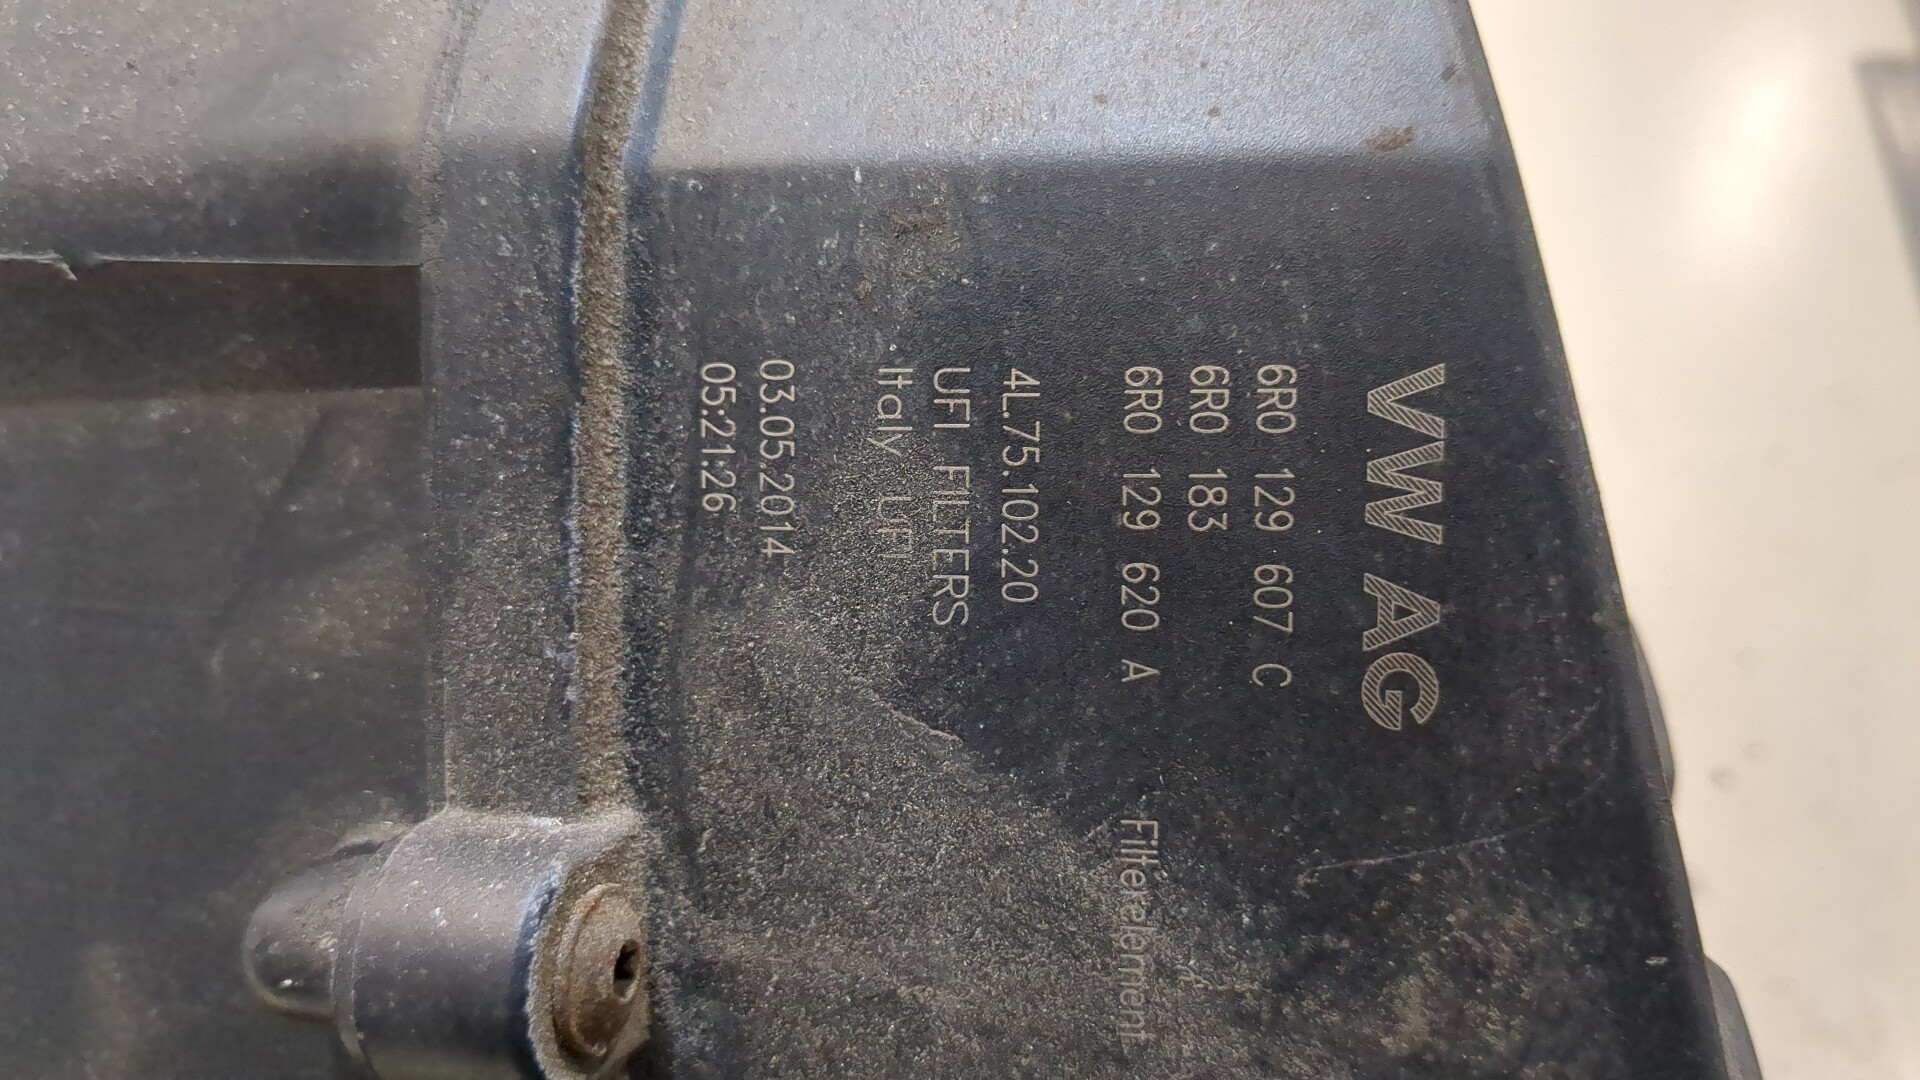 VW AG
6R0 129 607 C
6R0 183
6R0 129 620 A Filterelement
4L.75.102.20
UFI FILTERS
Italy UFI
03.05.2014
05:21:26